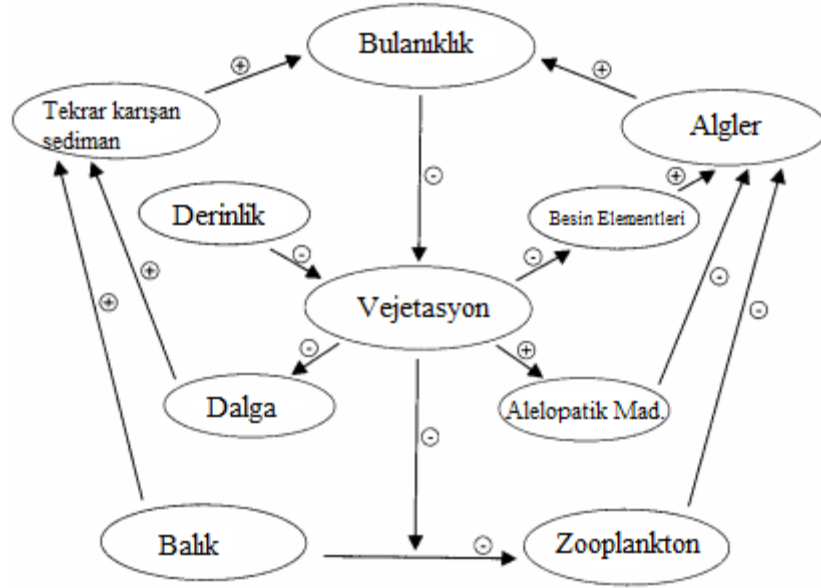 Bulanıklık
⊕
⊕
Tekrar karışan
sediman
Algler
⊖
⊕
Derinlik
Besin Elementleri
⊖
⊖
⊖
⊖
⊕
⊕
Vejetasyon
⊖
⊕
Dalga
Alelopatik Mad.
⊖
Balık
⊖
Zooplankton